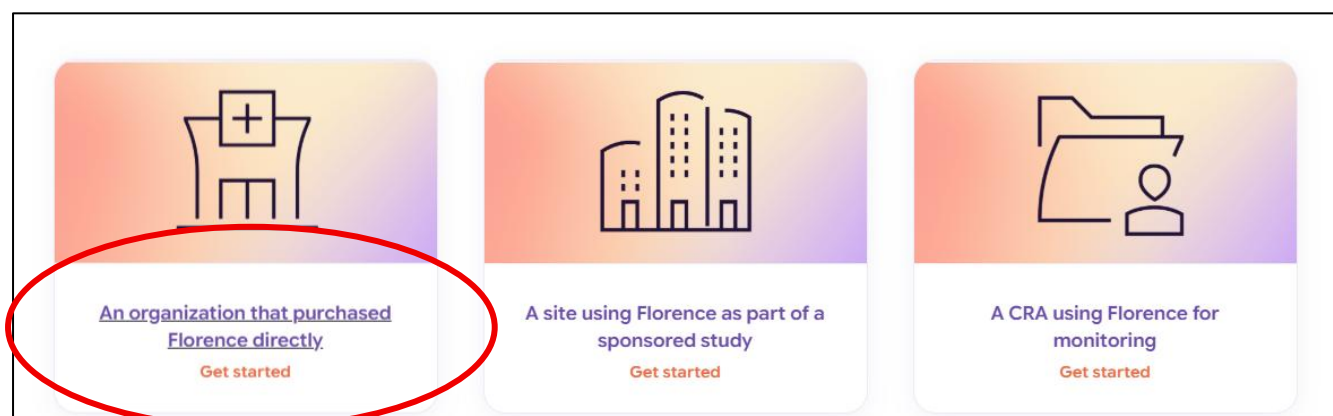 An organization that purchased
Florence directly
Get started
A site using Florence as part of a
sponsored study
Get started
A CRA using Florence for
monitoring
Get started